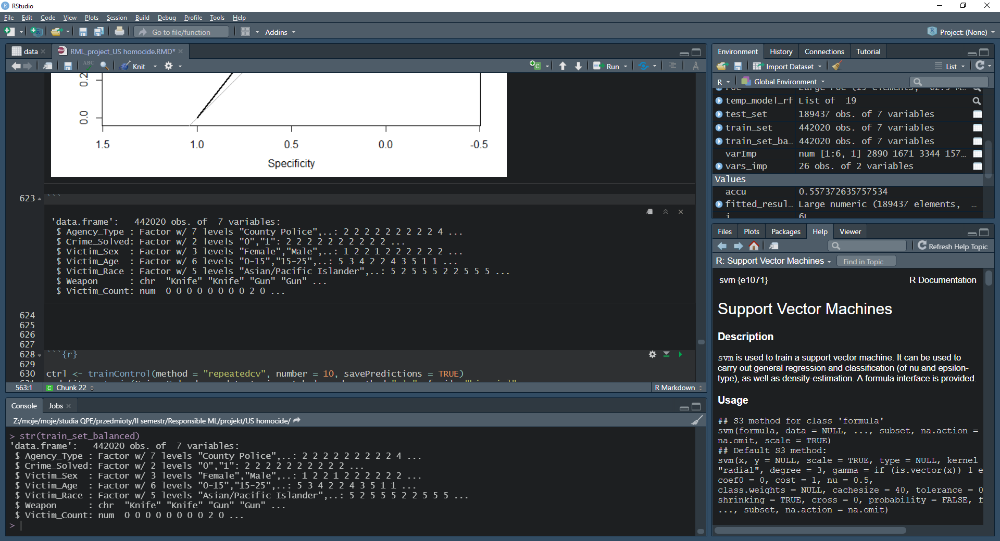 RStudio
File Edit Code View Plots Session Build Debug Profile Tools Help
Go to file/function Addins Project: (None)
data RML_project_US homocide.RMD*
ABC Knit Run
0.2
0.0
1.5 1.0 0.5 0.0 -0.5
Specificity
623 ```
'data.frame': 442020 obs. of 7 variables:
$ Agency_Type : Factor w/ 7 levels "County Police",..: 2 2 2 2 2 2 2 2 2 4 ...
$ Crime_Solved: Factor w/ 2 levels "0","1": 2 2 2 2 2 2 2 2 2 2 ...
$ Victim_Sex : Factor w/ 3 levels "Female","Male",..: 1 2 2 1 2 2 2 2 2 2 ...
$ Victim_Age : Factor w/ 6 levels "0-15","15-25",..: 5 3 4 2 2 4 3 5 1 1 ...
$ Victim_Race : Factor w/ 5 levels "Asian/Pacific Islander",..: 5 2 5 5 5 2 2 5 5 5 ...
$ Weapon : chr "Knife" "Knife" "Gun" "Gun" ...
$ Victim_Count: num 0 0 0 0 0 0 0 0 2 0 ...
624
625
626
627
628 ```{r}
629
630 ctrl <- trainControl(method = "repeatedcv", number = 10, savePredictions = TRUE)
563:1 C Chunk 22 R Markdown
Console Jobs
Z:/moje/moje/studia QPE/przedmioty/II semestr/Responsible ML/projekt/US homocide/
> str(train_set_balanced)
'data.frame': 442020 obs. of 7 variables:
$ Agency_Type : Factor w/ 7 levels "County Police",..: 2 2 2 2 2 2 2 2 2 4 ...
$ Crime_Solved: Factor w/ 2 levels "0","1": 2 2 2 2 2 2 2 2 2 2 ...
$ Victim_Sex : Factor w/ 3 levels "Female","Male",..: 1 2 2 1 2 2 2 2 2 2 ...
$ Victim_Age : Factor w/ 6 levels "0-15","15-25",..: 5 3 4 2 2 4 3 5 1 1 ...
$ Victim_Race : Factor w/ 5 levels "Asian/Pacific Islander",..: 5 2 5 5 5 2 2 5 5 5 ...
$ Weapon : chr "Knife" "Knife" "Gun" "Gun" ...
$ Victim_Count: num 0 0 0 0 0 0 0 0 2 0 ...
>
Environment History Connections Tutorial
Import Dataset List
R Global Environment
temp_model_rf List of 19
test_set 189437 obs. of 7 variables
train_set 442020 obs. of 7 variables
train_set_ba… 442020 obs. of 7 variables
varImp num [1:6, 1] 2890 1671 3344 157…
vars_imp 26 obs. of 2 variables
Values
accu 0.557372635757534
fitted_resul… Large numeric (189437 elements, …
i 6L
Files Plots Packages Help Viewer
Refresh Help Topic
R: Support Vector Machines Find in Topic
svm {e1071} R Documentation
Support Vector Machines
Description
svm is used to train a support vector machine. It can be used to
carry out general regression and classification (of nu and epsilon-
type), as well as density-estimation. A formula interface is provided.
Usage
## S3 method for class 'formula'
svm(formula, data = NULL, ..., subset, na.action =
na.omit, scale = TRUE)
## Default S3 method:
svm(x, y = NULL, scale = TRUE, type = NULL, kernel
"radial", degree = 3, gamma = if (is.vector(x)) 1 e
coef0 = 0, cost = 1, nu = 0.5,
class.weights = NULL, cachesize = 40, tolerance = 0
shrinking = TRUE, cross = 0, probability = FALSE, f
..., subset, na.action = na.omit)